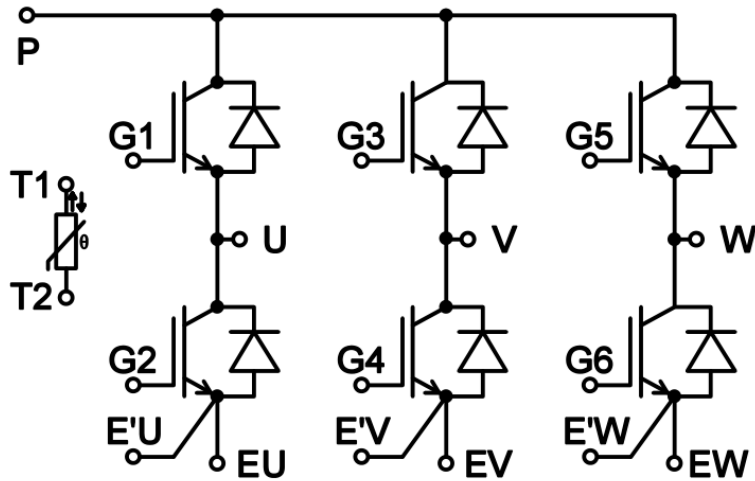 P
G1 G3 G5
T1
θ
U V W
T2
G2 G4 G6
E'U E'V E'W
EU EV EW